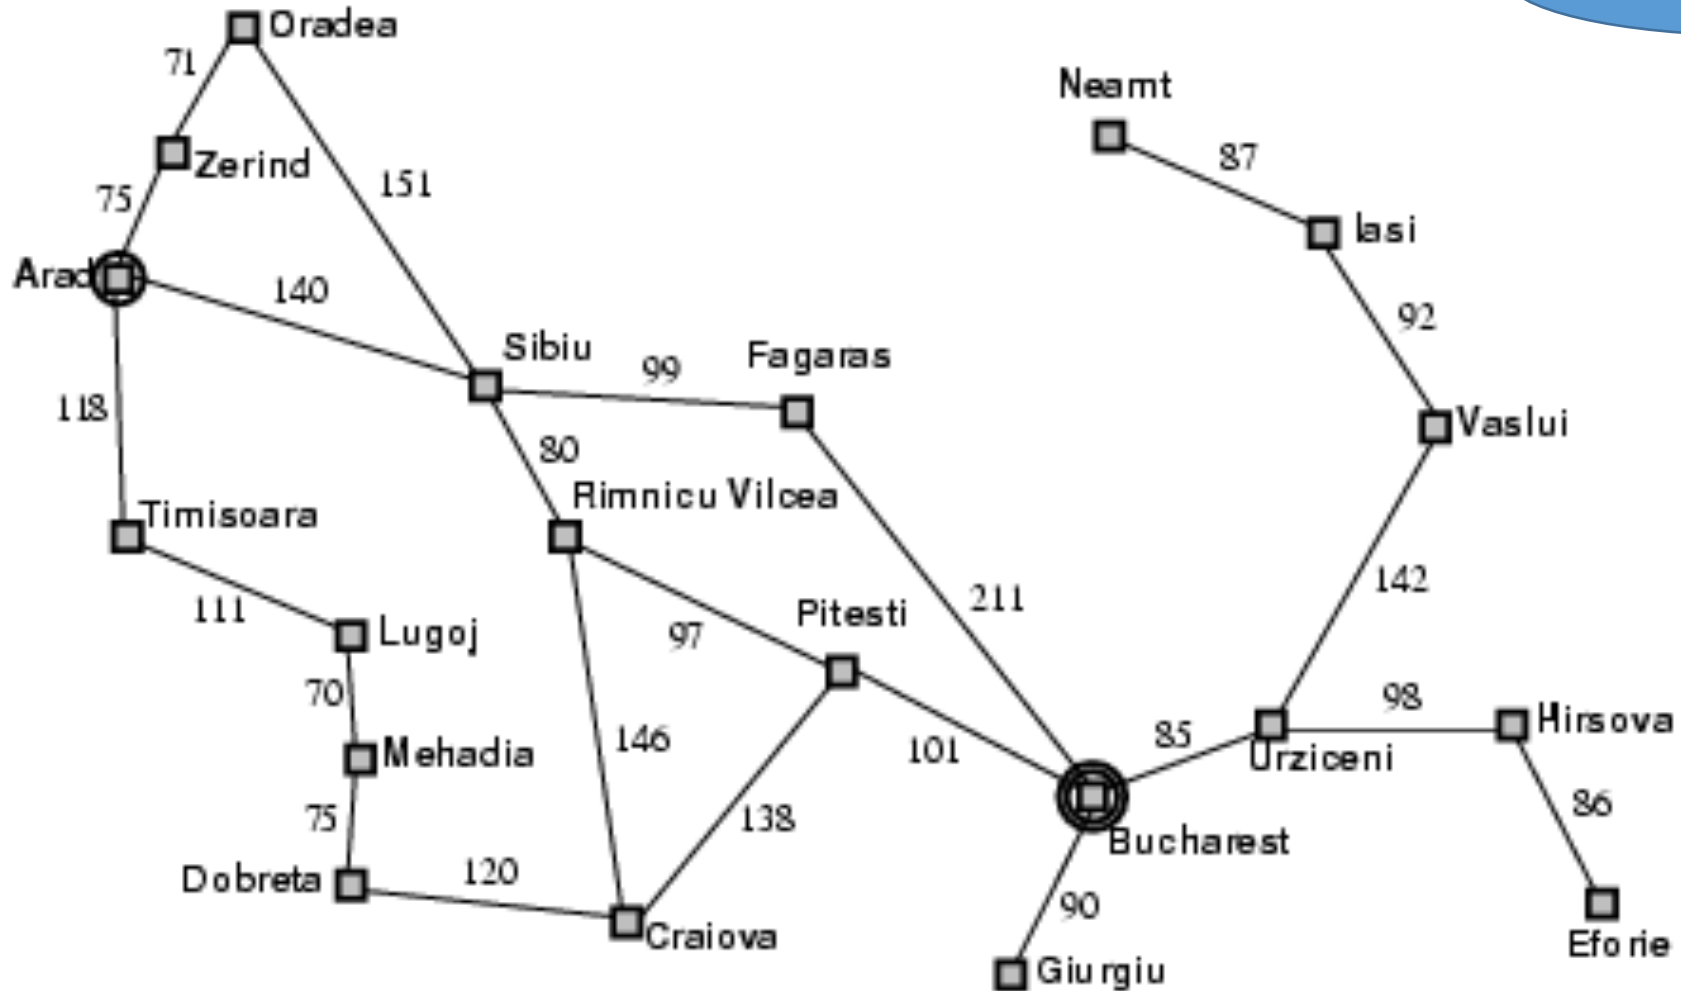 Oradea
71
Neamt
Zerind
87
151
75
Iasi
Arad
140
92
Sibiu
Fagaras
99
118
Vaslui
80
Rimnicu Vilcea
Timisoara
142
211
111
Pitesti
97
Lugoj
70
98
Hirsova
146
85
101
Mehadia
Urziceni
75
138
86
Bucharest
120
Dobreta
90
Craiova
Eforie
Giurgiu